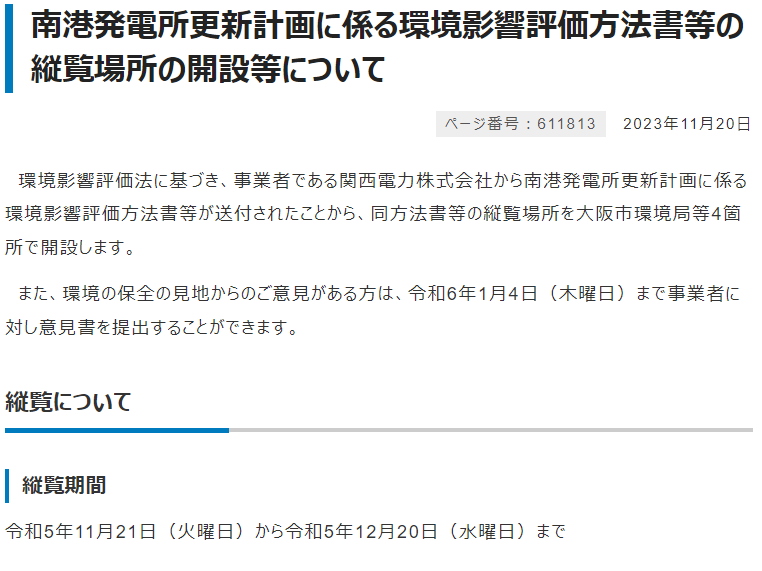 南港発電所更新計画に係る環境影響評価方法書等の
縦覧場所の開設等について
ページ番号：611813 2023年11月20日
環境影響評価法に基づき、事業者である関西電力株式会社から南港発電所更新計画に係る
環境影響評価方法書等が送付されたことから、同方法書等の縦覧場所を大阪市環境局等4箇
所で開設します。
また、環境の保全の見地からのご意見がある方は、令和6年1月4日（木曜日）まで事業者に
対し意見書を提出することができます。
縦覧について
縦覧期間
令和5年11月21日（火曜日）から令和5年12月20日（水曜日）まで